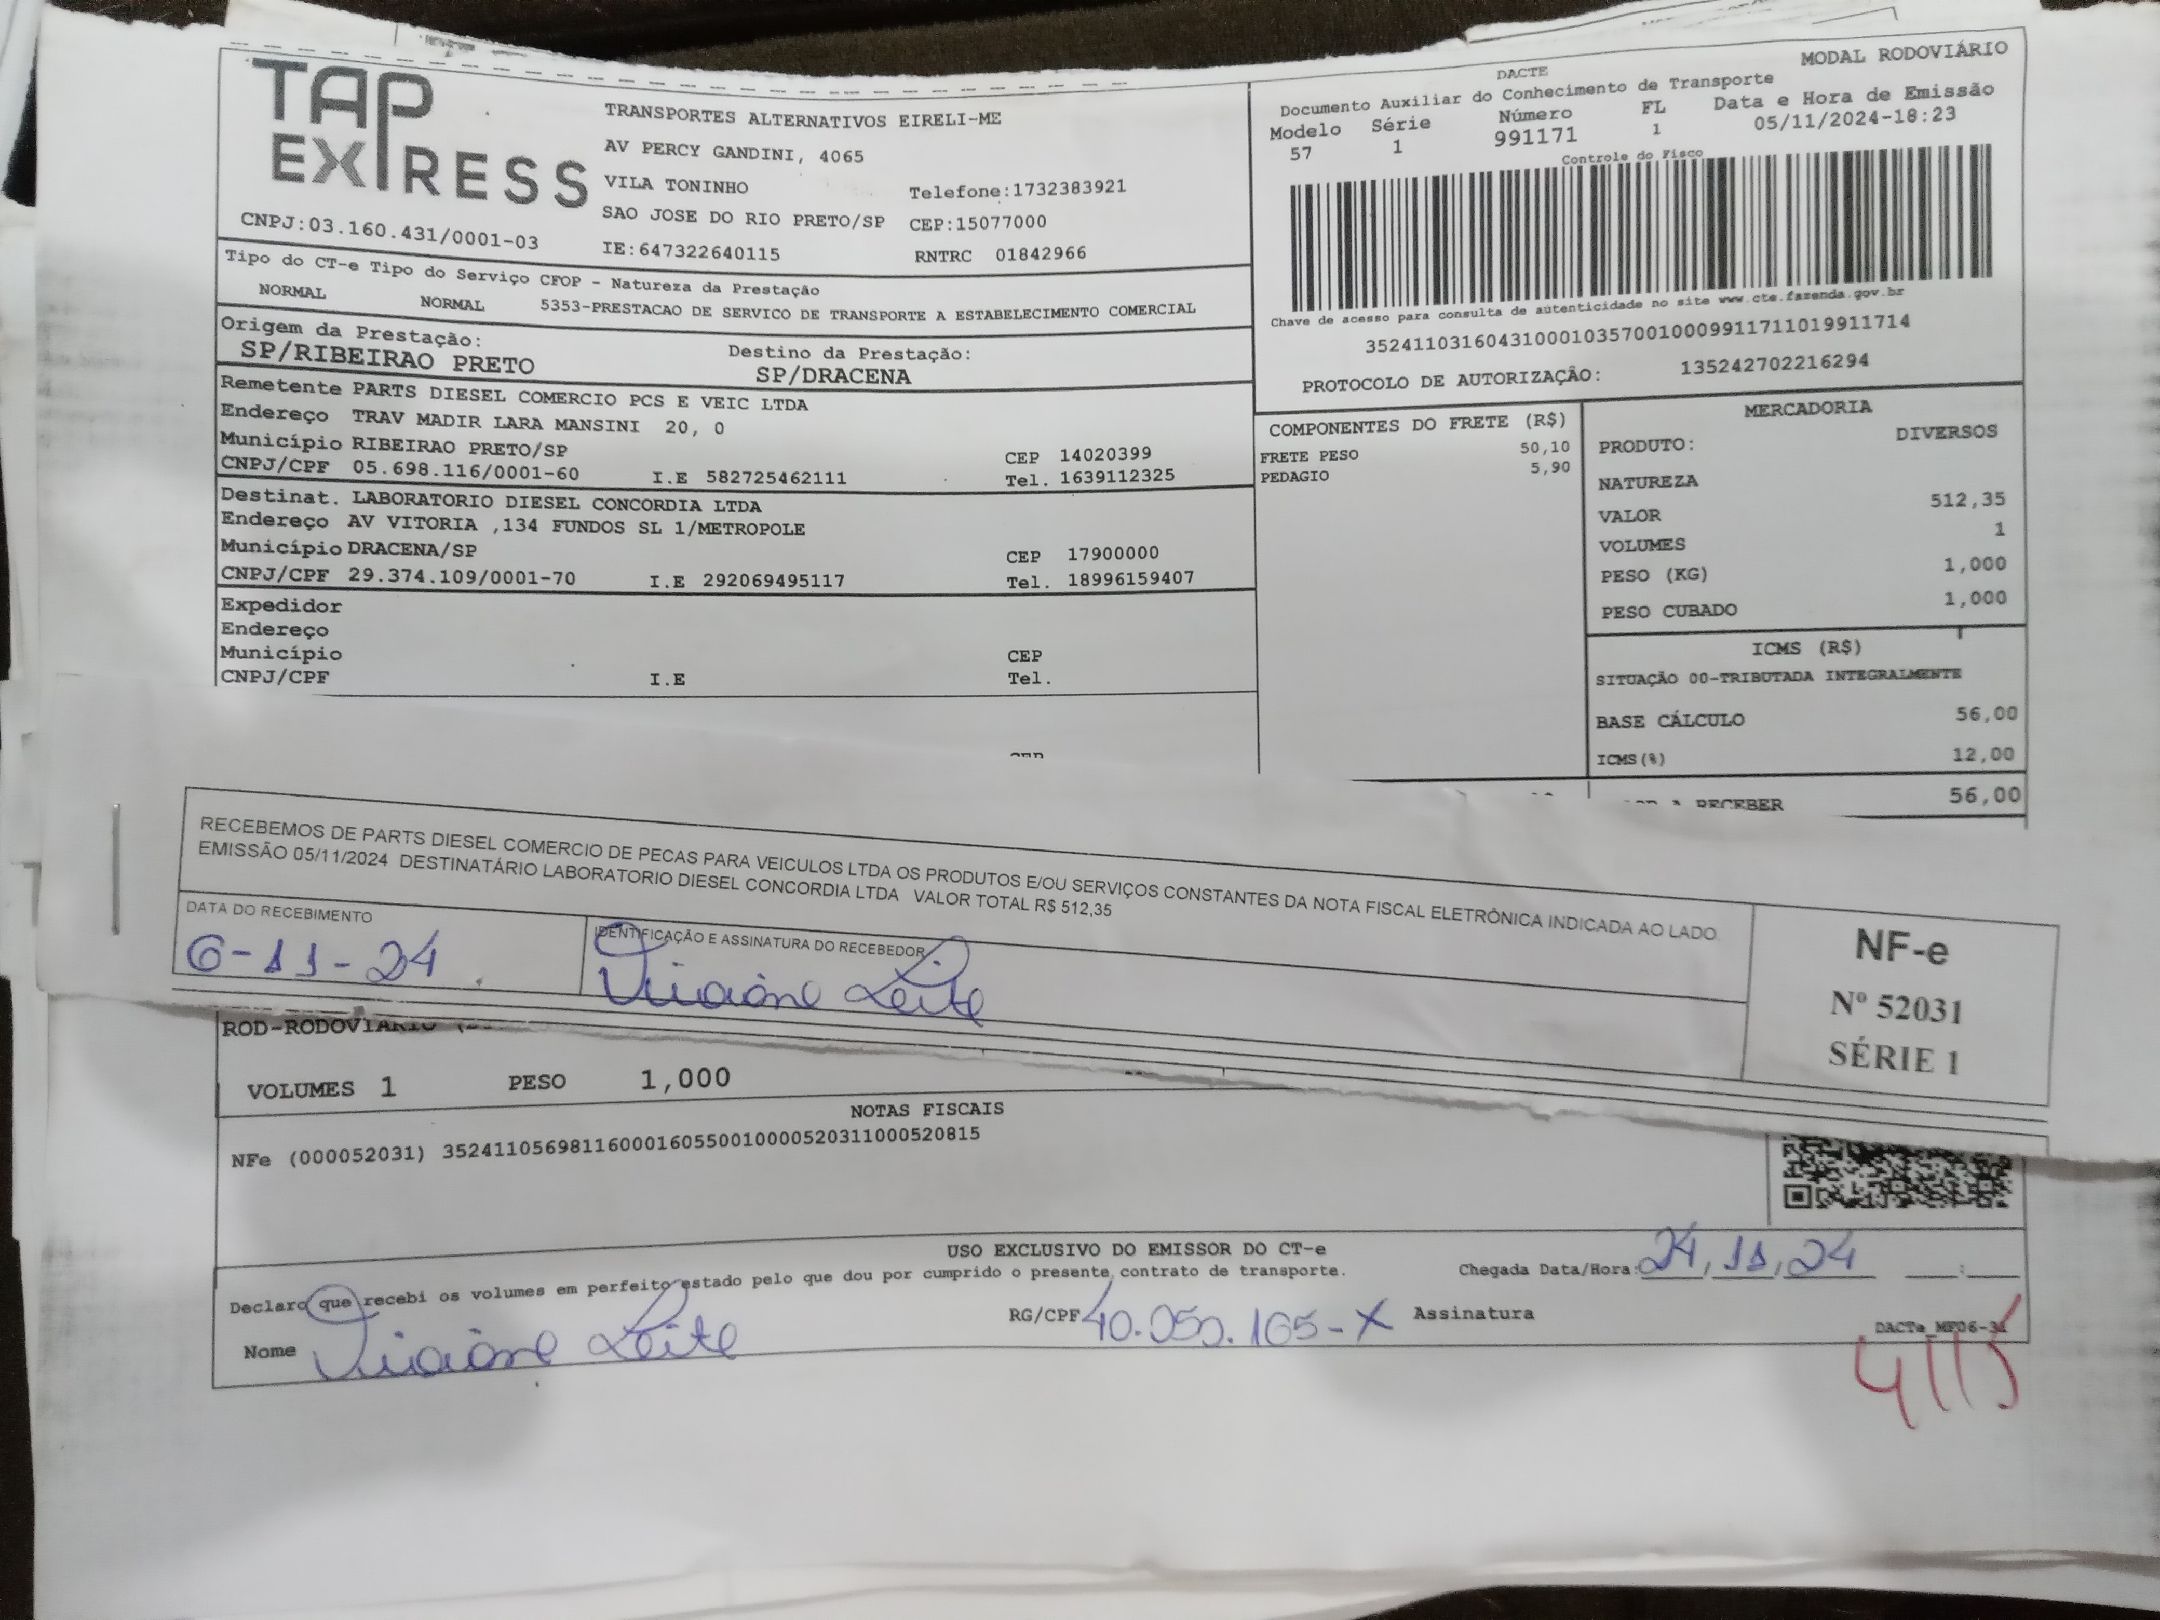 TAP EXPRESS
TRANSPORTES ALTERNATIVOS EIRELI-ME
AV PERCY GANDINI, 4065
VILA TONINHO Telefone:1732383921
SAO JOSE DO RIO PRETO/SP CEP:15077000
CNPJ:03.160.431/0001-03 IE:647322640115 RNTRC 01842966
DACTE MODAL RODOVIÁRIO
Documento Auxiliar do Conhecimento de Transporte
Modelo Série Número FL Data e Hora de Emissão
57 1 991171 1 05/11/2024-18:23
Controle do Fisco
Chave de acesso para consulta de autenticidade no site www.cte.fazenda.gov.br
35241103160431000103570010009911711019911714
PROTOCOLO DE AUTORIZAÇÃO: 135242702216294
Tipo do CT-e Tipo do Serviço CFOP - Natureza da Prestação
NORMAL NORMAL 5353-PRESTACAO DE SERVICO DE TRANSPORTE A ESTABELECIMENTO COMERCIAL
Origem da Prestação: Destino da Prestação:
SP/RIBEIRAO PRETO SP/DRACENA
Remetente PARTS DIESEL COMERCIO PCS E VEIC LTDA
Endereço TRAV MADIR LARA MANSINI 20, 0
Município RIBEIRAO PRETO/SP CEP 14020399
CNPJ/CPF 05.698.116/0001-60 I.E 582725462111 Tel. 1639112325
Destinat. LABORATORIO DIESEL CONCORDIA LTDA
Endereço AV VITORIA ,134 FUNDOS SL 1/METROPOLE
Município DRACENA/SP CEP 17900000
CNPJ/CPF 29.374.109/0001-70 I.E 292069495117 Tel. 18996159407
Expedidor
Endereço
Município CEP
CNPJ/CPF I.E Tel.
COMPONENTES DO FRETE (R$)
FRETE PESO 50,10
PEDAGIO 5,90
MERCADORIA
PRODUTO: DIVERSOS
NATUREZA
VALOR 512,35
VOLUMES 1
PESO (KG) 1,000
PESO CUBADO 1,000
ICMS (R$)
SITUAÇÃO 00-TRIBUTADA INTEGRALMENTE
BASE CÁLCULO 56,00
ICMS(%) 12,00
A RECEBER 56,00
RECEBEMOS DE PARTS DIESEL COMERCIO DE PECAS PARA VEICULOS LTDA OS PRODUTOS E/OU SERVIÇOS CONSTANTES DA NOTA FISCAL ELETRÔNICA INDICADA AO LADO
EMISSÃO 05/11/2024 DESTINATÁRIO LABORATORIO DIESEL CONCORDIA LTDA VALOR TOTAL R$ 512,35
DATA DO RECEBIMENTO IDENTIFICAÇÃO E ASSINATURA DO RECEBEDOR
6-11-24 Viviane Leite
NF-e
Nº 52031
SÉRIE 1
ROD-RODOVIARIO
VOLUMES 1 PESO 1,000
NOTAS FISCAIS
NFe (000052031) 35241105698116000160550010000520311000520815
USO EXCLUSIVO DO EMISSOR DO CT-e
Declaro que recebi os volumes em perfeito estado pelo que dou por cumprido o presente contrato de transporte. Chegada Data/Hora: 24,11,24
Nome Viviane Leite RG/CPF 40.050.165-X Assinatura